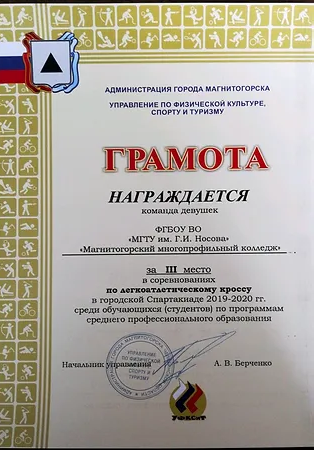 АДМИНИСТРАЦИЯ ГОРОДА МАГНИТОГОРСКА
УПРАВЛЕНИЕ ПО ФИЗИЧЕСКОЙ КУЛЬТУРЕ,
СПОРТУ И ТУРИЗМУ
ГРАМОТА
НАГРАЖДАЕТСЯ
команда девушек
ФГБОУ ВО
«МГТУ им. Г.И. Носова»
«Магнитогорский многопрофильный колледж»
за III место
в соревнованиях
по легкоатлетическому кроссу
в городской Спартакиаде 2019-2020 гг.
среди обучающихся (студентов) по программам
среднего профессионального образования
Начальник управления А. В. Берченко
УПРАВЛЕНИЕ
ПО ФИЗИЧЕСКОЙ
КУЛЬТУРЕ,
СПОРТУ И
ТУРИЗМУ
УФКСиТ